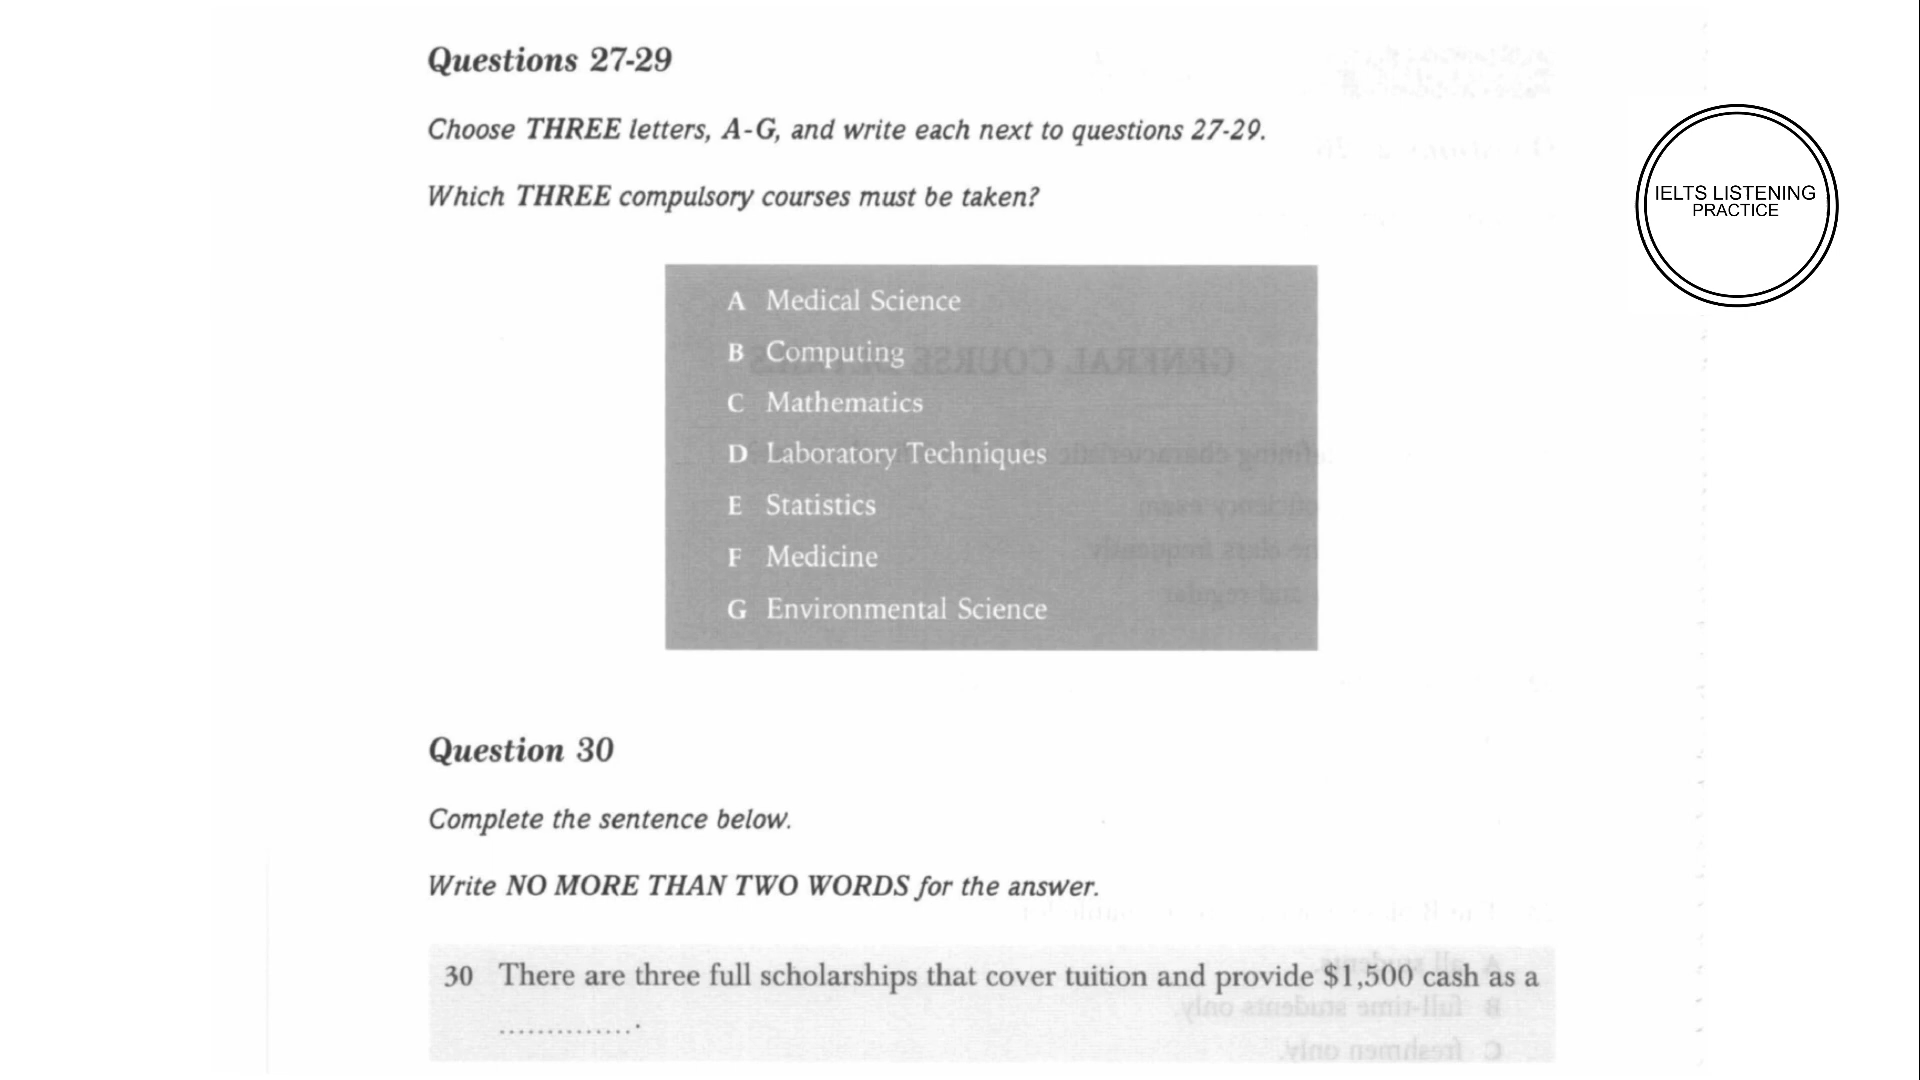 Questions 27-29
Choose THREE letters, A-G, and write each next to questions 27-29.
Which THREE compulsory courses must be taken?
IELTS LISTENING
PRACTICE
A Medical Science
B Computing
C Mathematics
D Laboratory Techniques
E Statistics
F Medicine
G Environmental Science
Question 30
Complete the sentence below.
Write NO MORE THAN TWO WORDS for the answer.
30 There are three full scholarships that cover tuition and provide $1,500 cash as a
..............